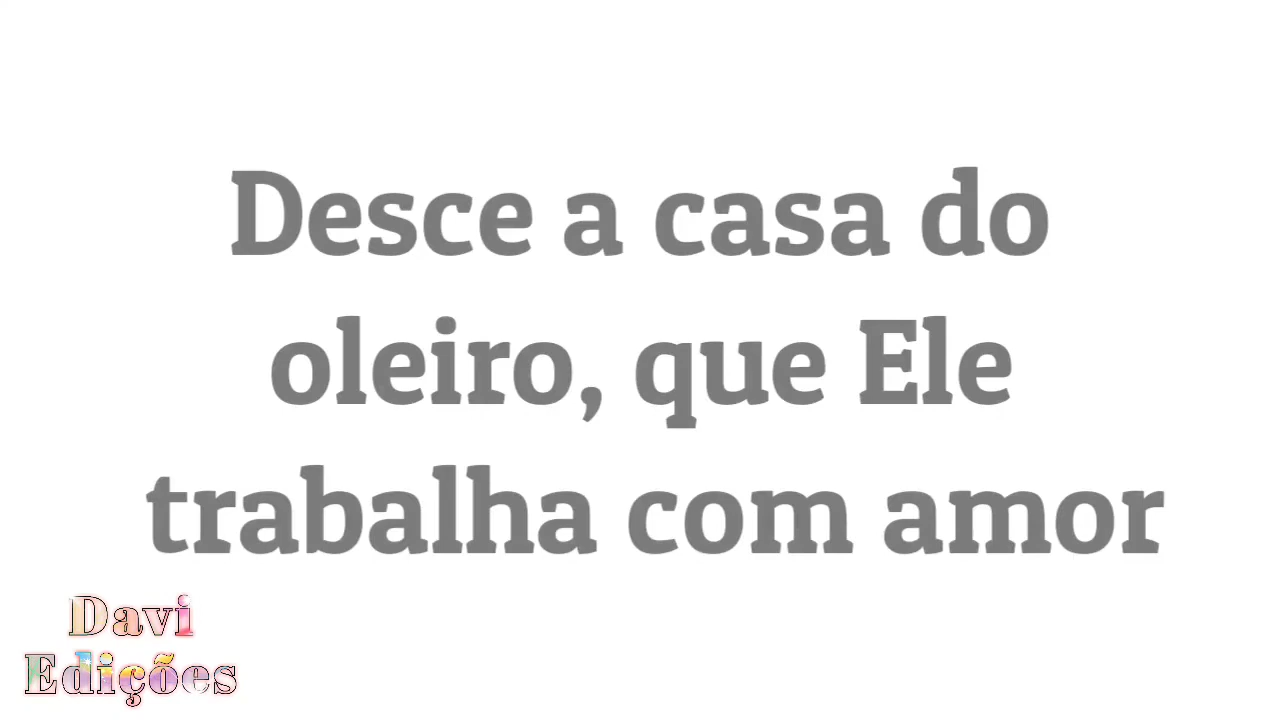 Desce a casa do
oleiro, que Ele
trabalha com amor
Davi
Edições